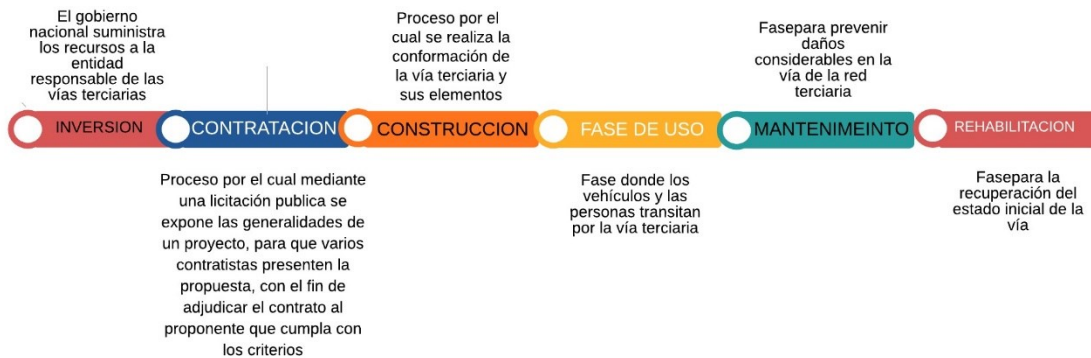 El gobierno
nacional suministra
los recursos a la
entidad
responsable de las
vías terciarias
INVERSION
CONTRATACION
Proceso por el cual mediante
una licitación publica se
expone las generalidades de
un proyecto, para que varios
contratistas presenten la
propuesta, con el fin de
adjudicar el contrato al
proponente que cumpla con
los criterios
Proceso por el
cual se realiza la
conformación de
la vía terciaria y
sus elementos
CONSTRUCCION
FASE DE USO
Fase donde los
vehículos y las
personas transitan
por la vía terciaria
Fasepara prevenir
daños
considerables en la
vía de la red
terciaria
MANTENIMEINTO
REHABILITACION
Fasepara la
recuperación del
estado inicial de la
vía